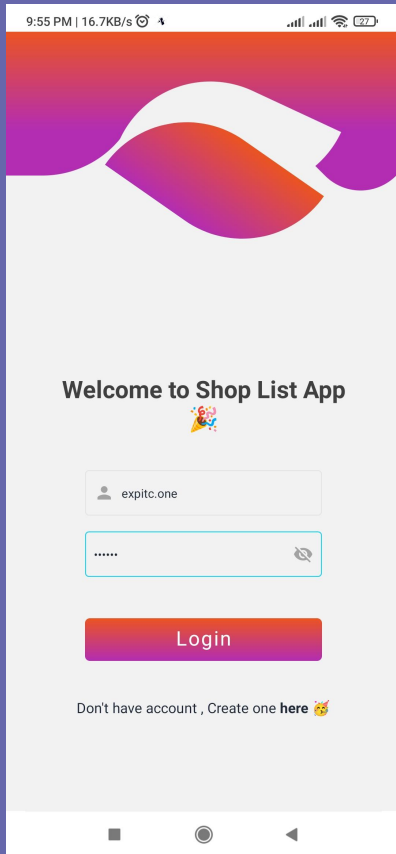 9:55 PM | 16.7KB/s 27
Welcome to Shop List App
🎉
expitc.one
••••••
Login
Don't have account , Create one here 🥳